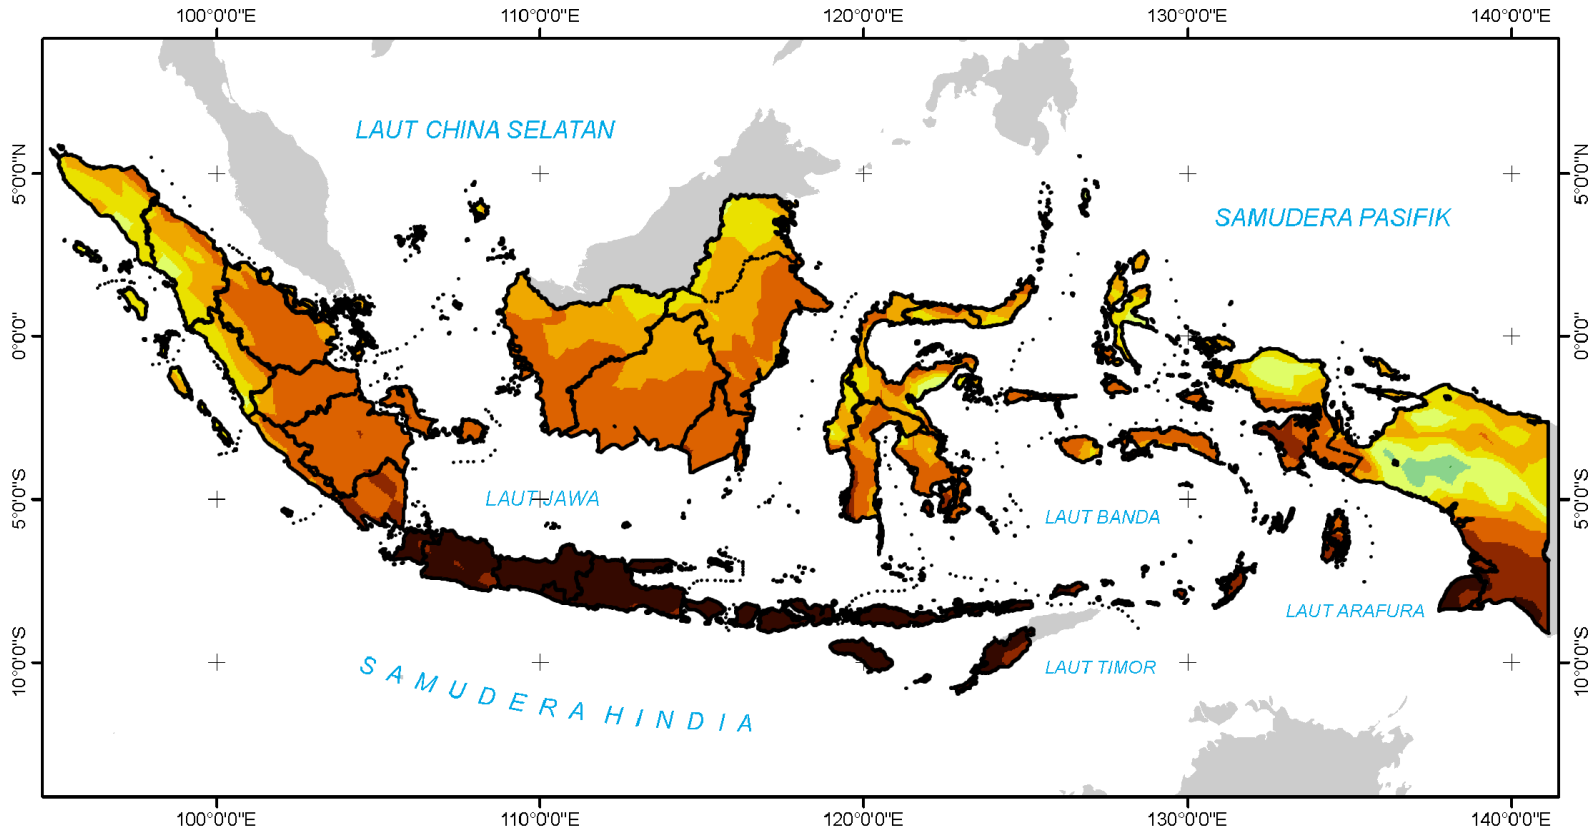 100°0'0"E 110°0'0"E 120°0'0"E 130°0'0"E 140°0'0"E
LAUT CHINA SELATAN
5°0'0"N 5°0'0"N
SAMUDERA PASIFIK
0°0'0" 0°0'0"
LAUT JAWA
5°0'0"S 5°0'0"S
LAUT BANDA
LAUT ARAFURA
10°0'0"S LAUT TIMOR 10°0'0"S
SAMUDERA HINDIA
100°0'0"E 110°0'0"E 120°0'0"E 130°0'0"E 140°0'0"E